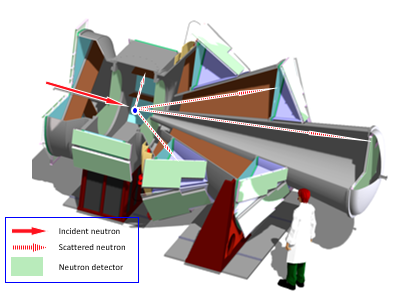 Incident neutron
Scattered neutron
Neutron detector